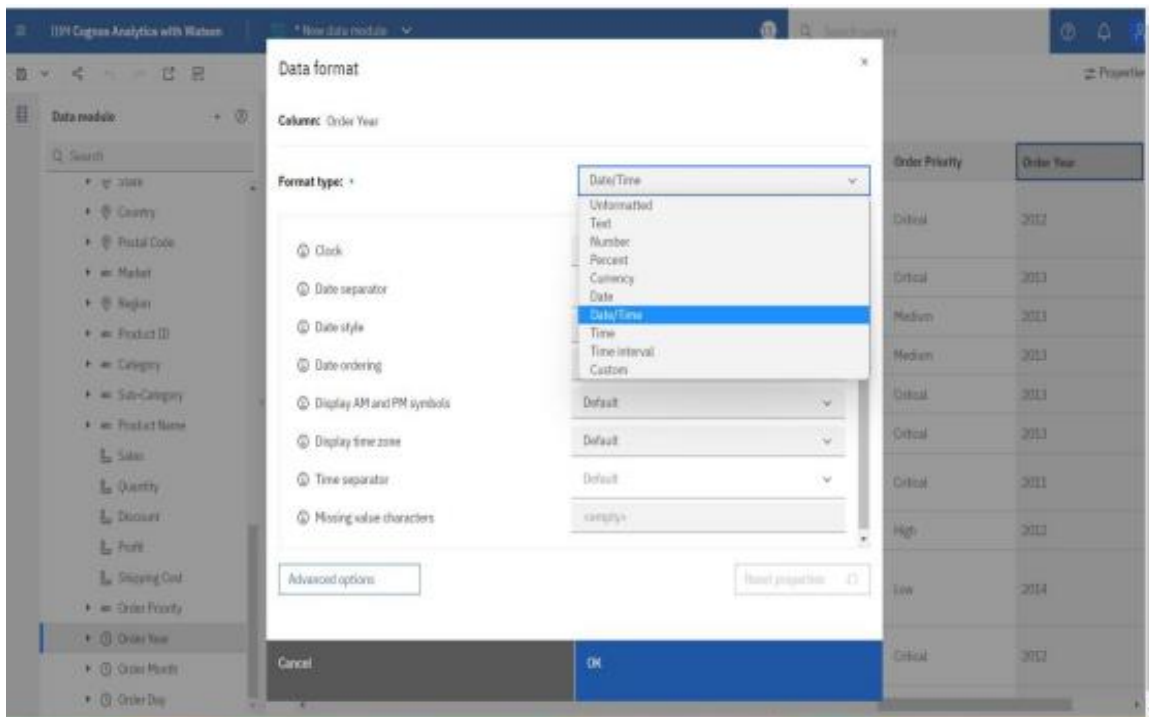 IBM Cognos Analytics with Watson
* New data module
Data format
Properties
Data module
Column: Order Year
Search
Order Priority
Order Year
State
Format type: *
Date/Time
Country
Unformatted
Text
Critical
2012
Postal Code
Number
Clock
Percent
Market
Currency
Critical
2013
Date separator
Date
Region
Date/Time
Medium
2013
Date style
Time
Product ID
Time interval
Medium
2013
Date ordering
Custom
Category
Sub-Category
Display AM and PM symbols
Default
Critical
2013
Product Name
Display time zone
Default
Critical
2013
Sales
Time separator
Default
Critical
2011
Quantity
Missing value characters
<empty>
Discount
High
2012
Profit
Advanced options
Reset properties
Shipping Cost
Low
2014
Order Priority
Order Year
Cancel
OK
Critical
2012
Order Month
Order Day